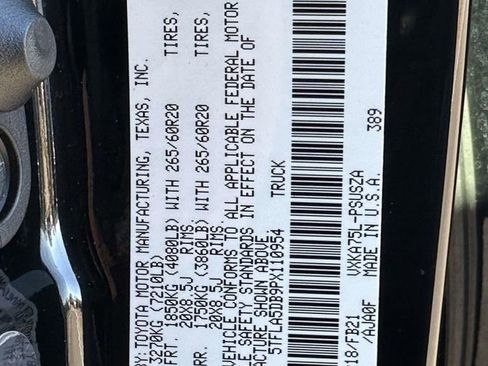 BY: TOYOTA MOTOR MANUFACTURING, TEXAS, INC.
3270KG (7210LB)
FRT. 1850KG (4080LB) WITH 265/60R20 TIRES,
20X8.5J RIMS,
RR. 1750KG (3860LB) WITH 265/60R20 TIRES,
20X8.5J RIMS,
VEHICLE CONFORMS TO ALL APPLICABLE FEDERAL MOTOR
LE SAFETY STANDARDS IN EFFECT ON THE DATE OF
FACTURE SHOWN ABOVE.
5TFLA5DB9PX110954 TRUCK
VXKA75L-PSUSZA
18/FB21
/AJA0F MADE IN U.S.A. 389